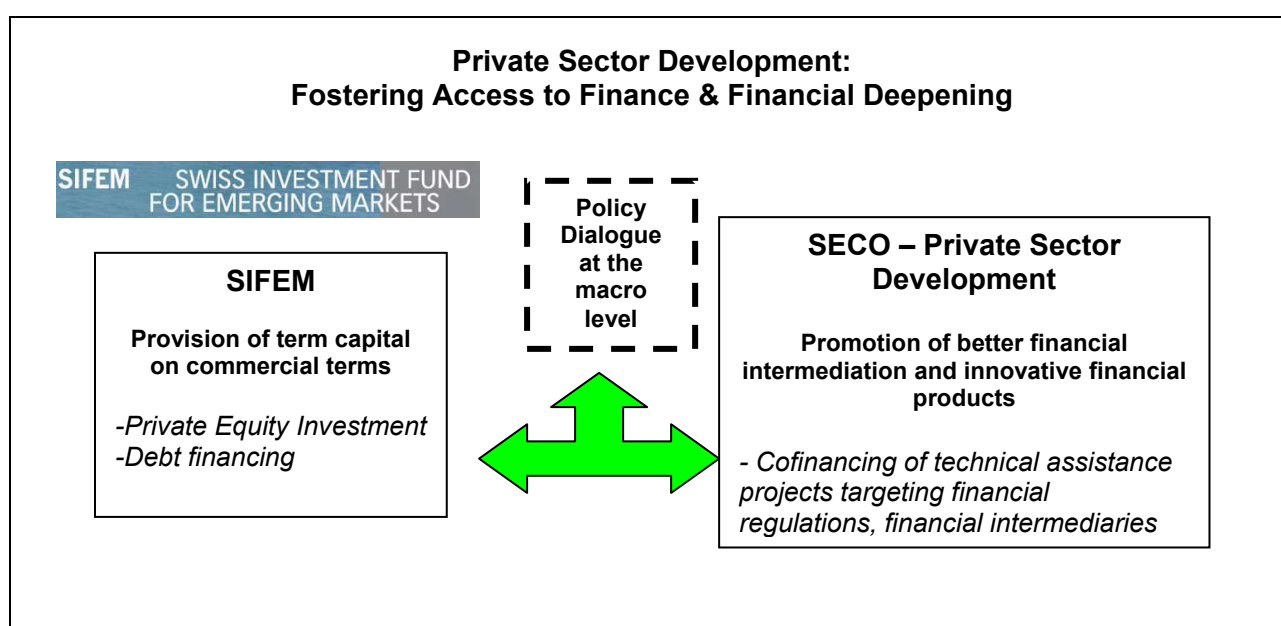 Private Sector Development:
Fostering Access to Finance & Financial Deepening
SIFEM SWISS INVESTMENT FUND
FOR EMERGING MARKETS
SIFEM
Provision of term capital
on commercial terms
-Private Equity Investment
-Debt financing
Policy
Dialogue
at the
macro
level
SECO – Private Sector
Development
Promotion of better financial
intermediation and innovative financial
products
- Cofinancing of technical assistance
projects targeting financial
regulations, financial intermediaries